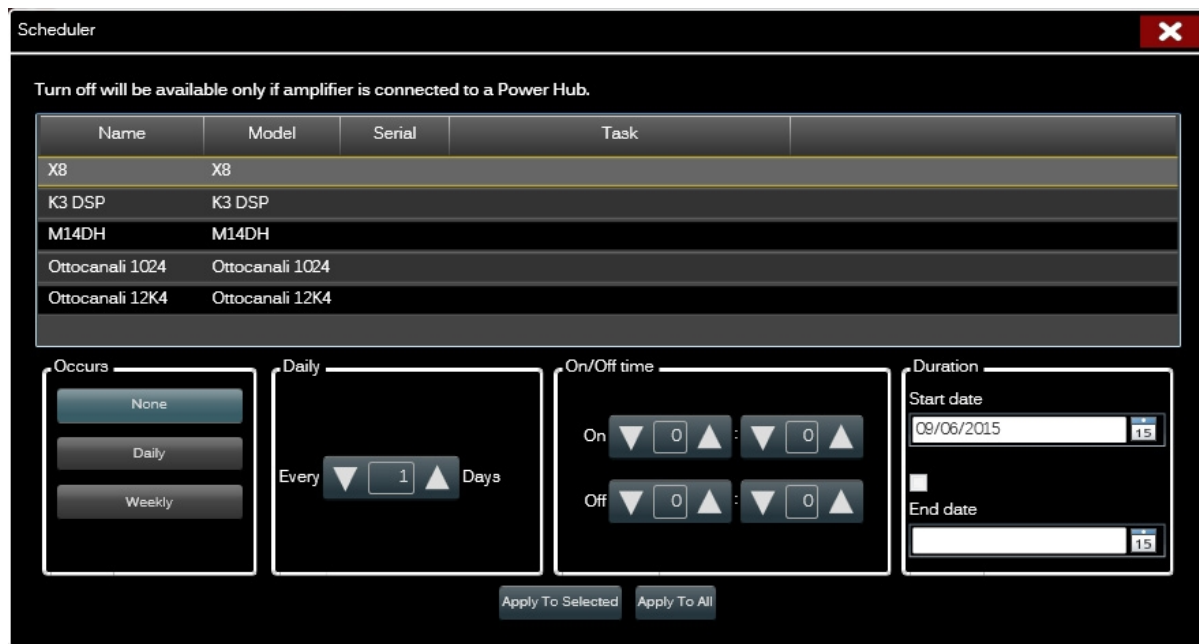 Scheduler
Turn off will be available only if amplifier is connected to a Power Hub.
Name Model Serial Task
X8 X8
K3 DSP K3 DSP
M14DH M14DH
Ottocanali 1024 Ottocanali 1024
Ottocanali 12K4 Ottocanali 12K4
Occurs
None
Daily
Weekly
Daily
Every 1 Days
On/Off time
On 0 : 0
Off 0 : 0
Duration
Start date
09/06/2015 15
End date
15
Apply To Selected Apply To All